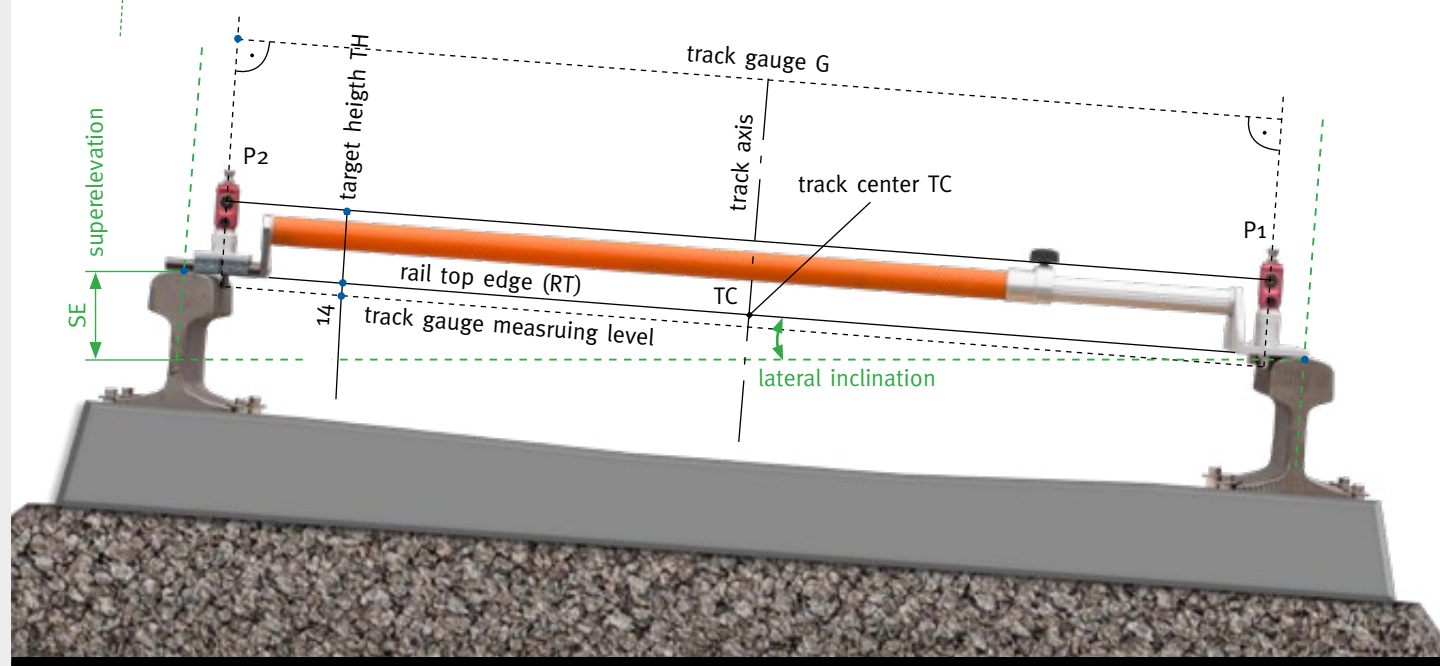 track gauge G
target heigth TH
superelevation
track axis
P2
track center TC
P1
rail top edge (RT)
TC
SE
14
track gauge measruing level
lateral inclination